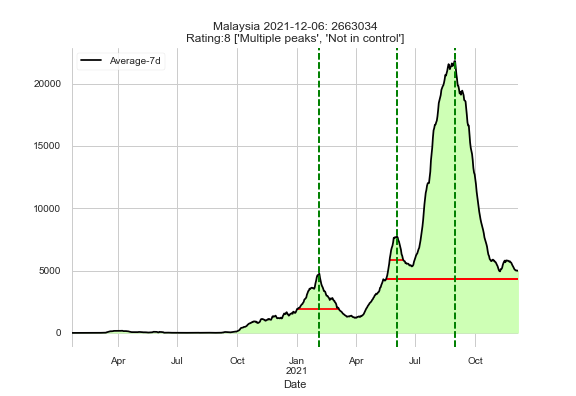 Malaysia 2021-12-06: 2663034
Rating:8 ['Multiple peaks', 'Not in control']
Average-7d
20000
15000
10000
5000
0
Apr Jul Oct Jan Apr Jul Oct
2021
Date